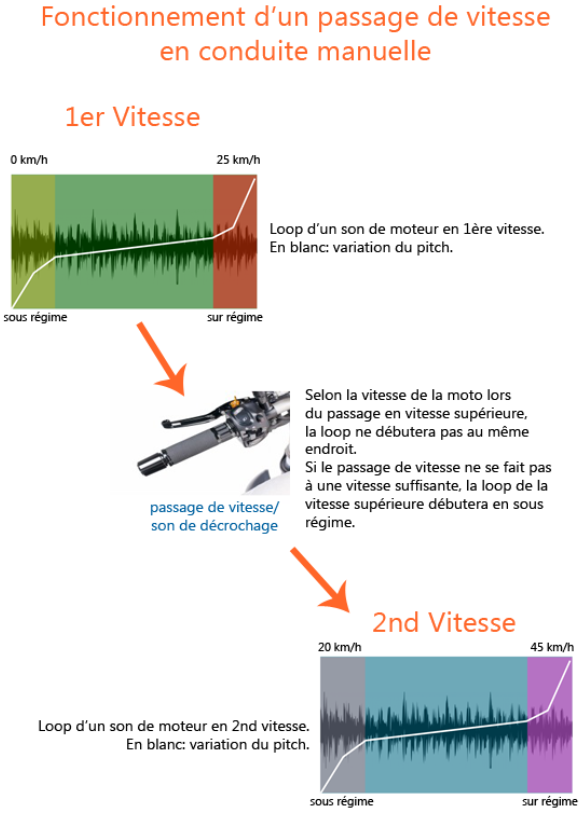 Fonctionnement d'un passage de vitesse
en conduite manuelle
1er Vitesse
0 km/h
25 km/h
Loop d'un son de moteur en 1ère vitesse.
En blanc: variation du pitch.
sous régime
sur régime
Selon la vitesse de la moto lors
du passage en vitesse supérieure,
la loop ne débutera pas au même
endroit.
Si le passage de vitesse ne se fait pas
à une vitesse suffisante, la loop de la
vitesse supérieure débutera en sous
régime.
passage de vitesse/
son de décrochage
2nd Vitesse
20 km/h
45 km/h
Loop d'un son de moteur en 2nd vitesse.
En blanc: variation du pitch.
sous régime
sur régime